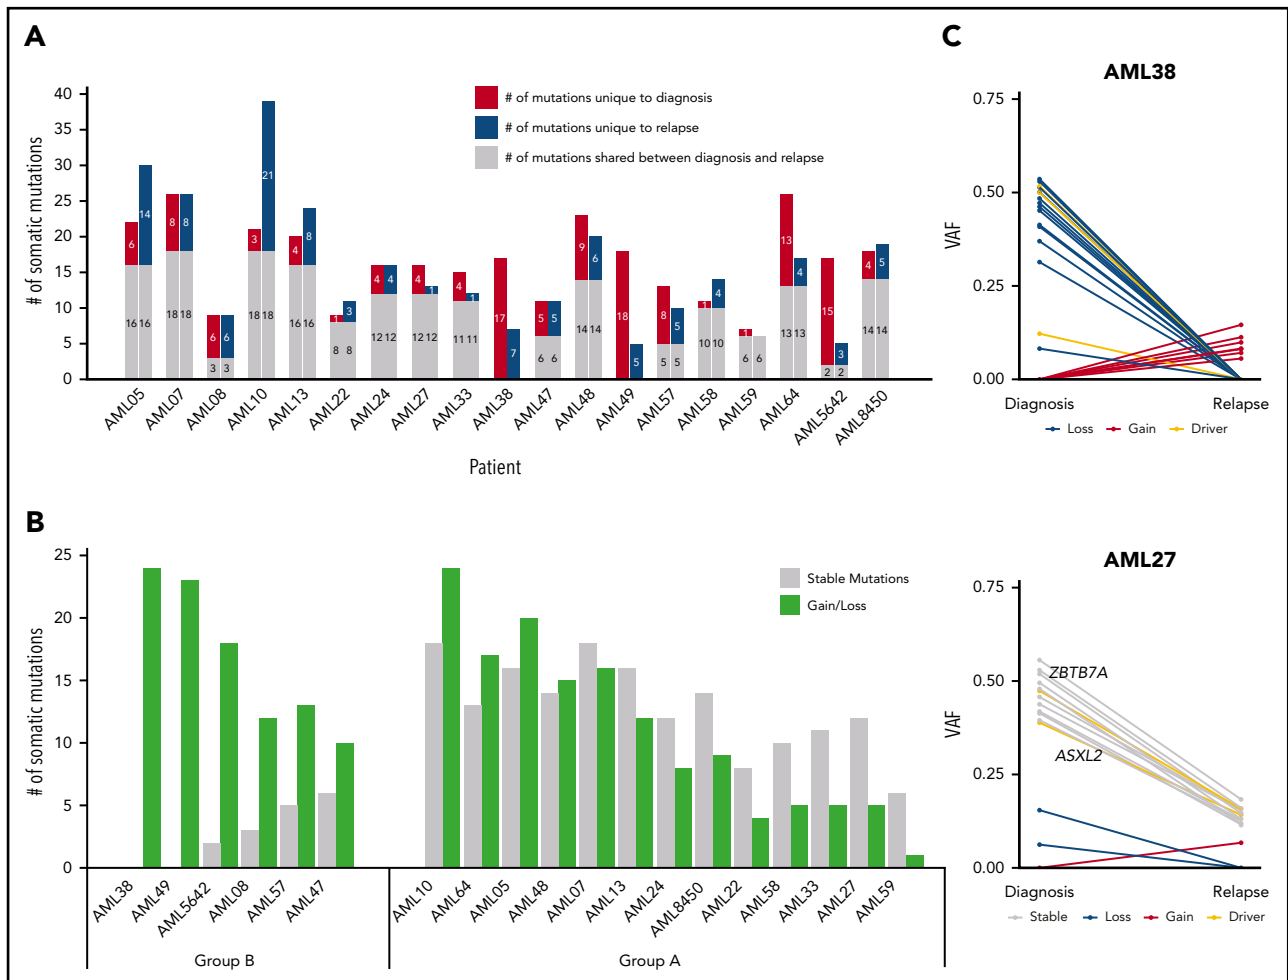 A
# of somatic mutations
40
35
30
25
20
15
10
5
0
# of mutations unique to diagnosis
# of mutations unique to relapse
# of mutations shared between diagnosis and relapse
6 14 8 8 6 6 3 21 4 8 1 3 4 4 4 1 4 1 17 7 5 5 9 6 18 5 8 5 1 4 1 13 4 15 3 4 5
16 16 18 18 3 3 18 18 16 16 8 8 12 12 12 12 11 11 6 6 14 14 5 5 10 10 6 6 13 13 2 2 14 14
AML05 AML07 AML08 AML10 AML13 AML22 AML24 AML27 AML33 AML38 AML47 AML48 AML49 AML57 AML58 AML59 AML64 AML5642 AML8450
Patient
B
# of somatic mutations
25
20
15
10
5
0
Stable Mutations
Gain/Loss
AML38 AML49 AML5642 AML08 AML57 AML47 AML10 AML64 AML05 AML48 AML07 AML13 AML24 AML8450 AML22 AML58 AML33 AML27 AML59
Group B Group A
C
AML38
VAF
0.75
0.50
0.25
0.00
Diagnosis Relapse
Loss Gain Driver
AML27
VAF
0.75
0.50
0.25
0.00
ZBTB7A
ASXL2
Diagnosis Relapse
Stable Loss Gain Driver